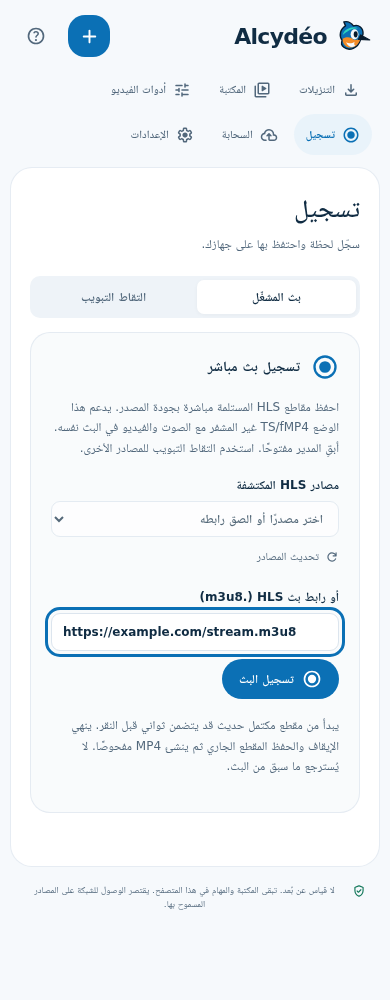 Alcydéo
التنزيلات
المكتبة
أدوات الفيديو
تسجيل
السحابة
الإعدادات
تسجيل
سجّل لحظة واحتفظ بها على جهازك.
بث المشغّل
التقاط التبويب
تسجيل بث مباشر
احفظ مقاطع HLS المستلمة مباشرة بجودة المصدر. يدعم هذا
الوضع TS/fMP4 غير المشفر مع الصوت والفيديو في البث نفسه.
أبقِ المدير مفتوحًا. استخدم التقاط التبويب للمصادر الأخرى.
مصادر HLS المكتشفة
اختر مصدرًا أو الصق رابطه
تحديث المصادر
أو رابط بث HLS (.m3u8)
https://example.com/stream.m3u8
تسجيل البث
يبدأ من مقطع مكتمل حديث قد يتضمن ثواني قبل النقر. ينهي
الإيقاف والحفظ المقطع الجاري ثم ينشئ MP4 مفحوصًا. لا
يُسترجع ما سبق من البث.
لا قياس عن بُعد. تبقى المكتبة والمهام في هذا المتصفح. يقتصر الوصول للشبكة على المصادر
المسموح بها.